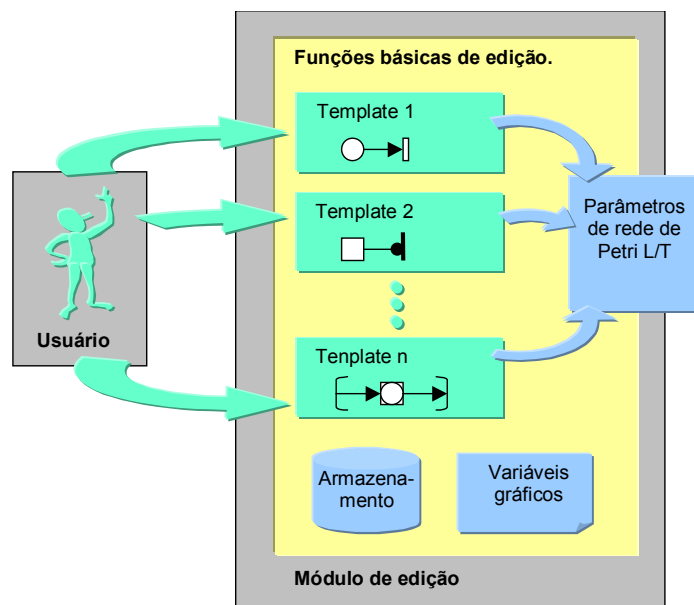 Funções básicas de edição.
Template 1
Template 2
Tenplate n
Parâmetros
de rede de
Petri L/T
Usuário
Armazena-
mento
Variáveis
gráficos
Módulo de edição